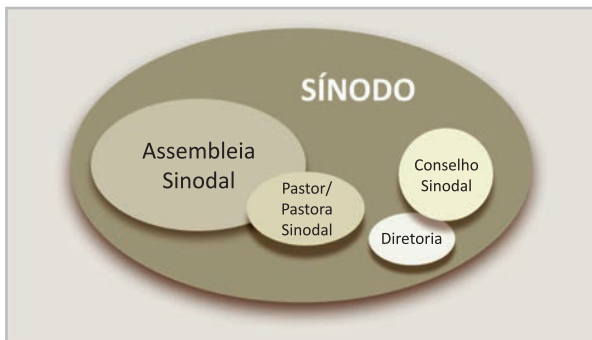 SÍNODO
Assembleia
Sinodal
Pastor/
Pastora
Sinodal
Conselho
Sinodal
Diretoria